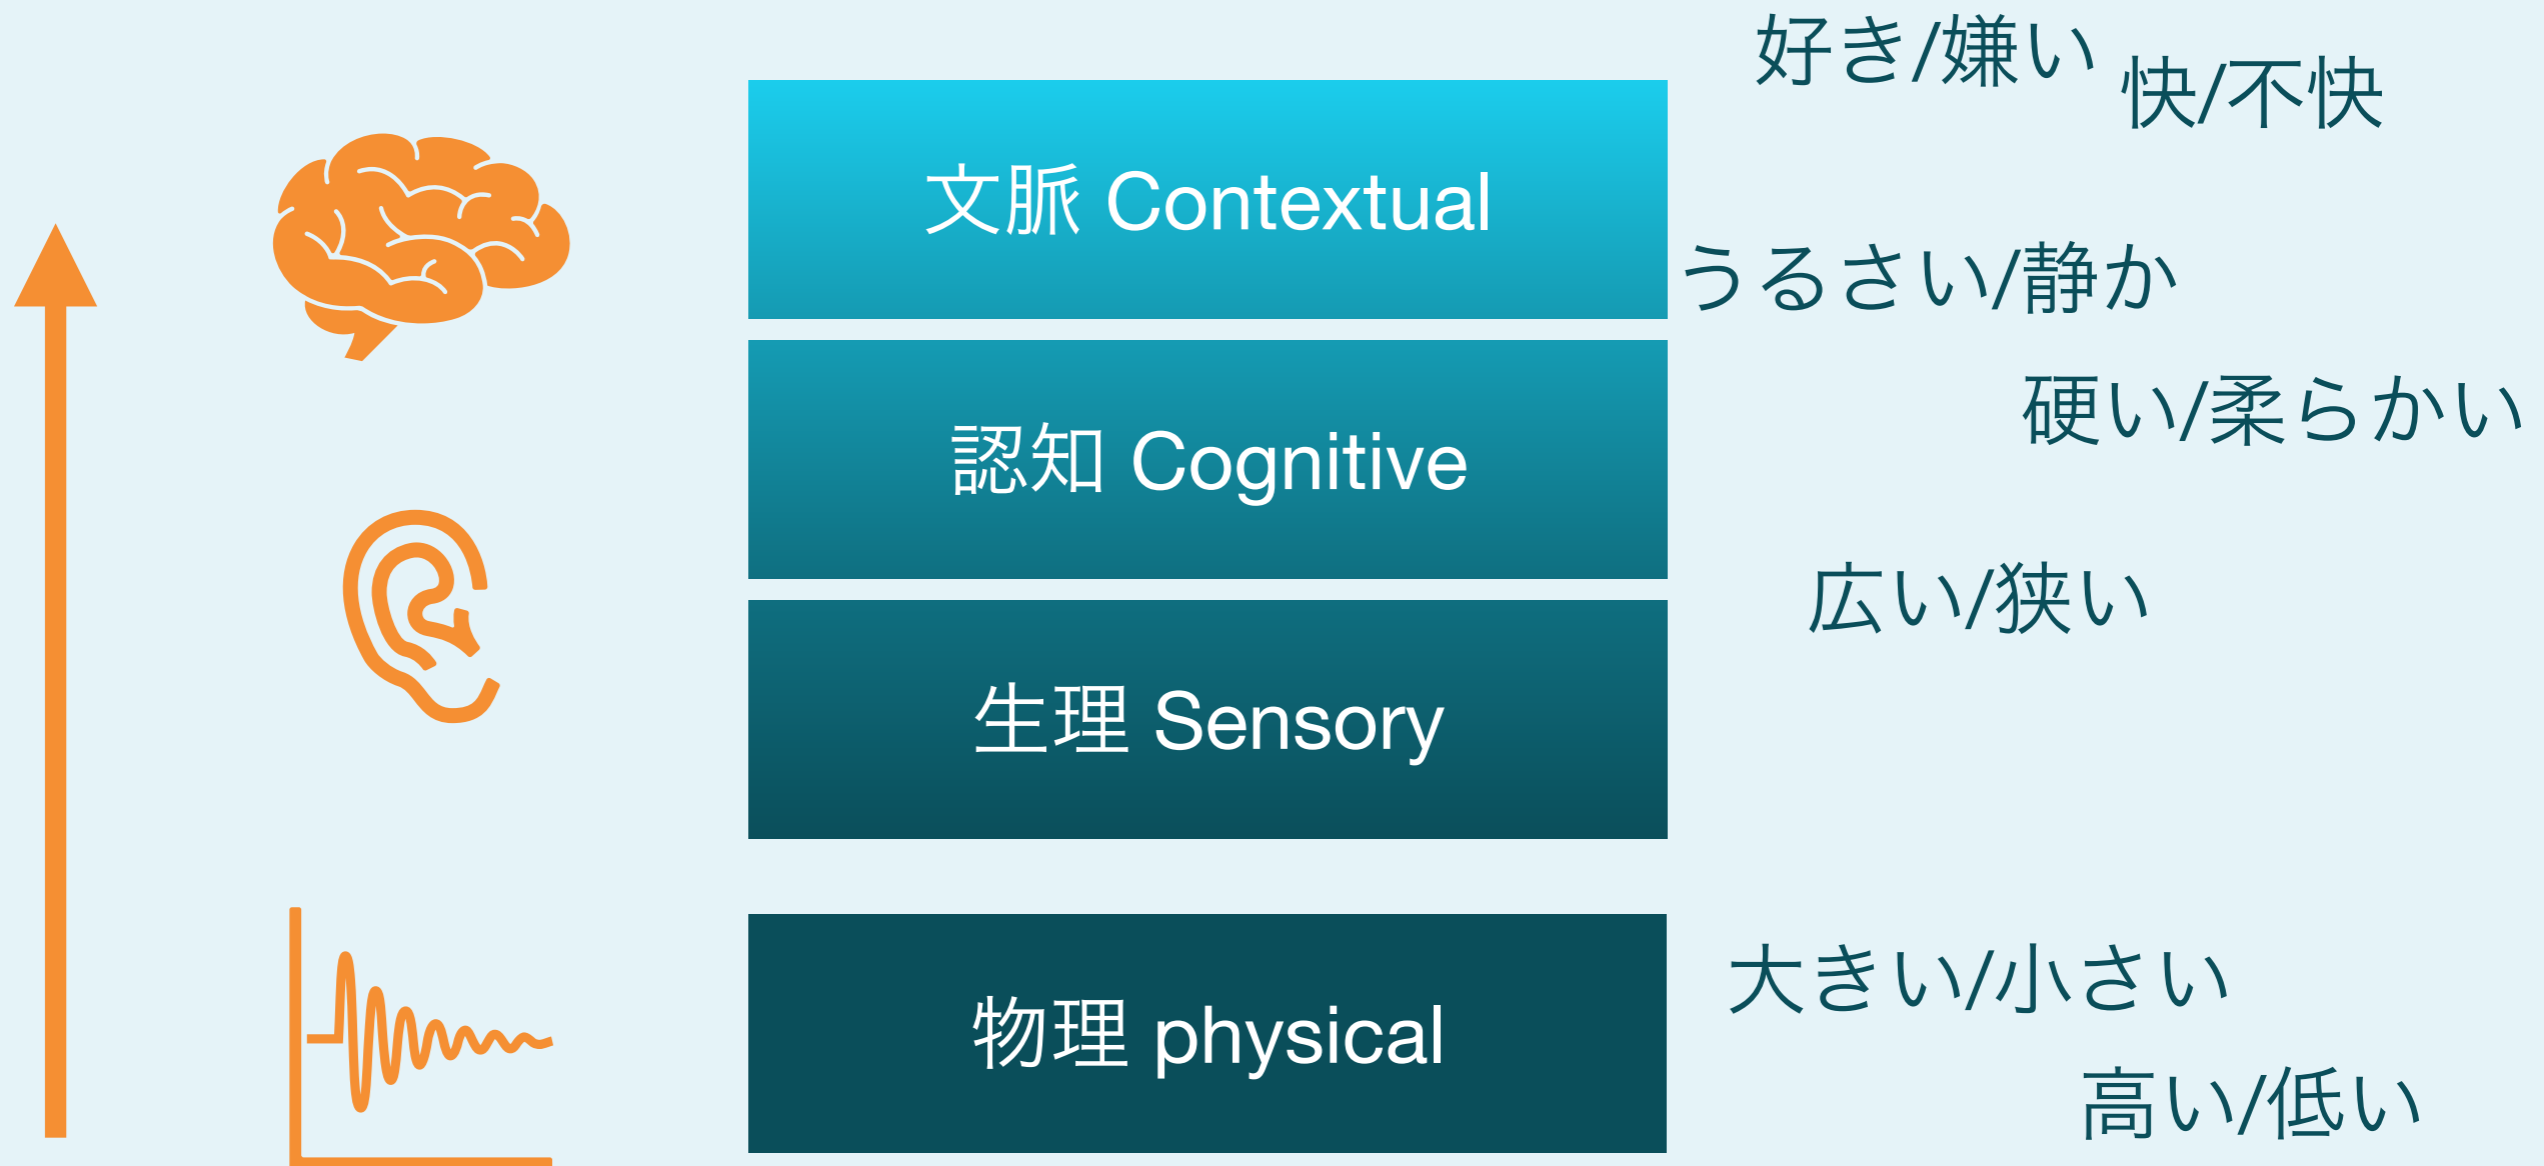 好き/嫌い
快/不快
文脈 Contextual
うるさい/静か
硬い/柔らかい
認知 Cognitive
広い/狭い
生理 Sensory
大きい/小さい
物理 physical
高い/低い